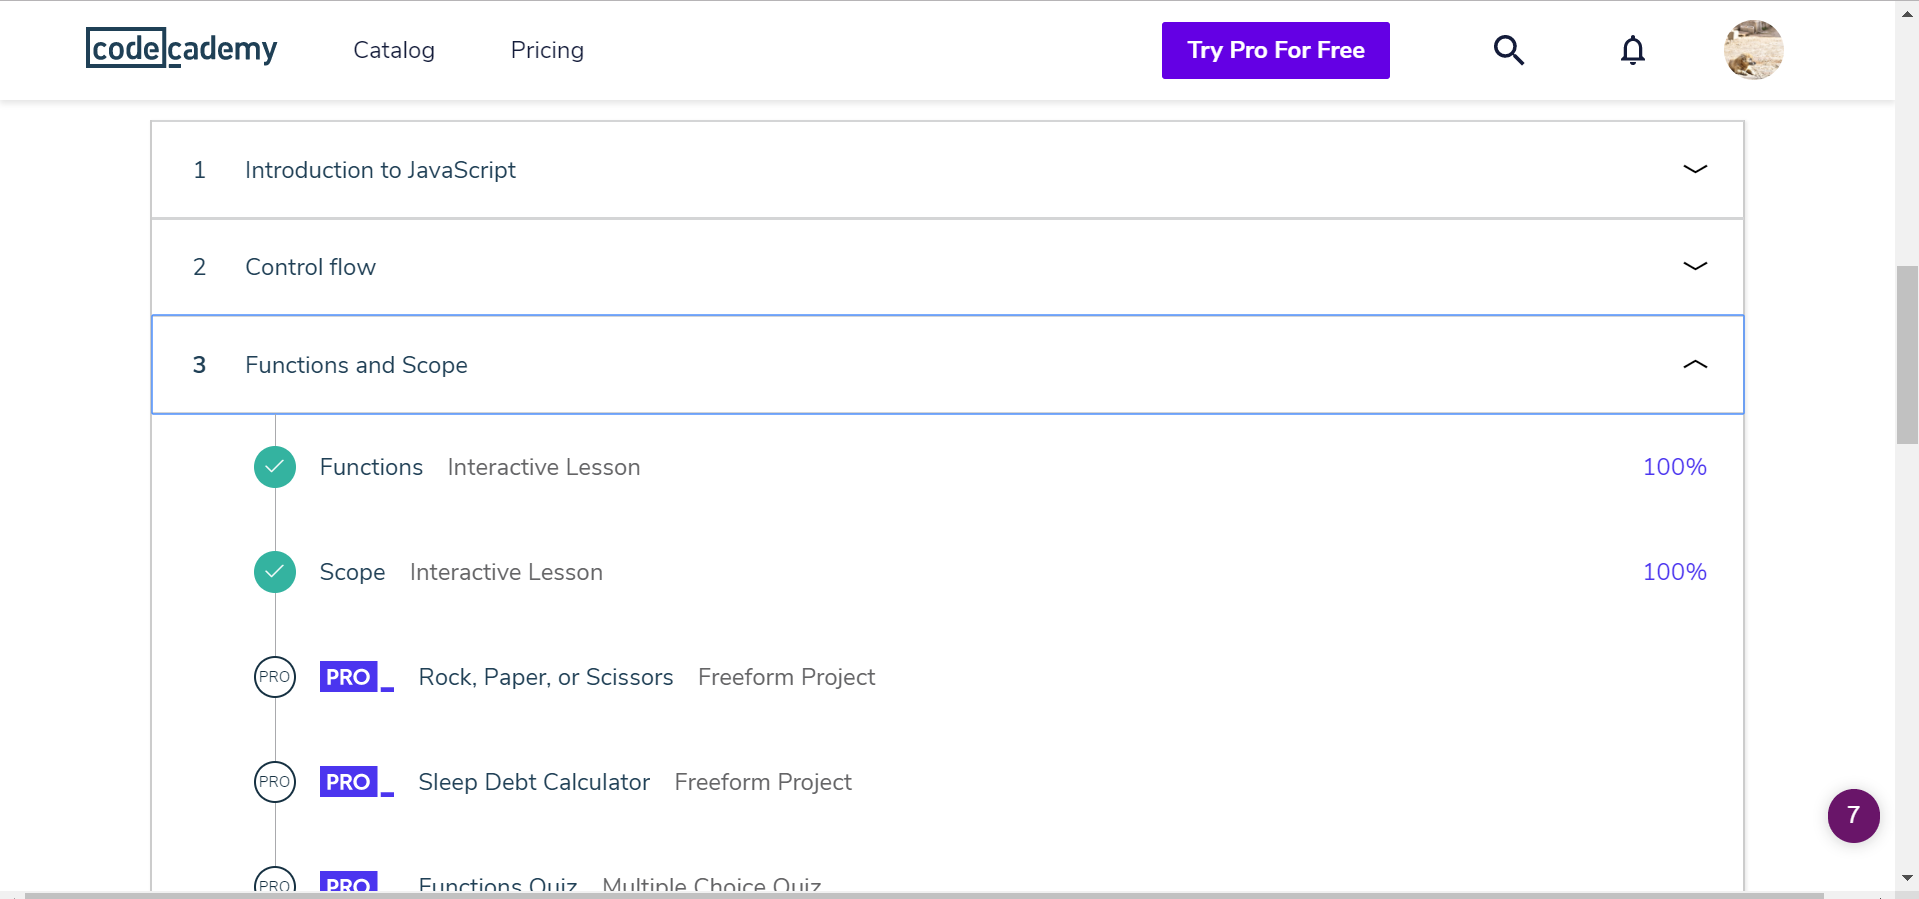 codecademy Catalog Pricing Try Pro For Free
1 Introduction to JavaScript
2 Control flow
3 Functions and Scope
Functions Interactive Lesson 100%
Scope Interactive Lesson 100%
PRO PRO_ Rock, Paper, or Scissors Freeform Project
PRO PRO_ Sleep Debt Calculator Freeform Project
7
PRO PRO Functions Quiz Multiple Choice Quiz